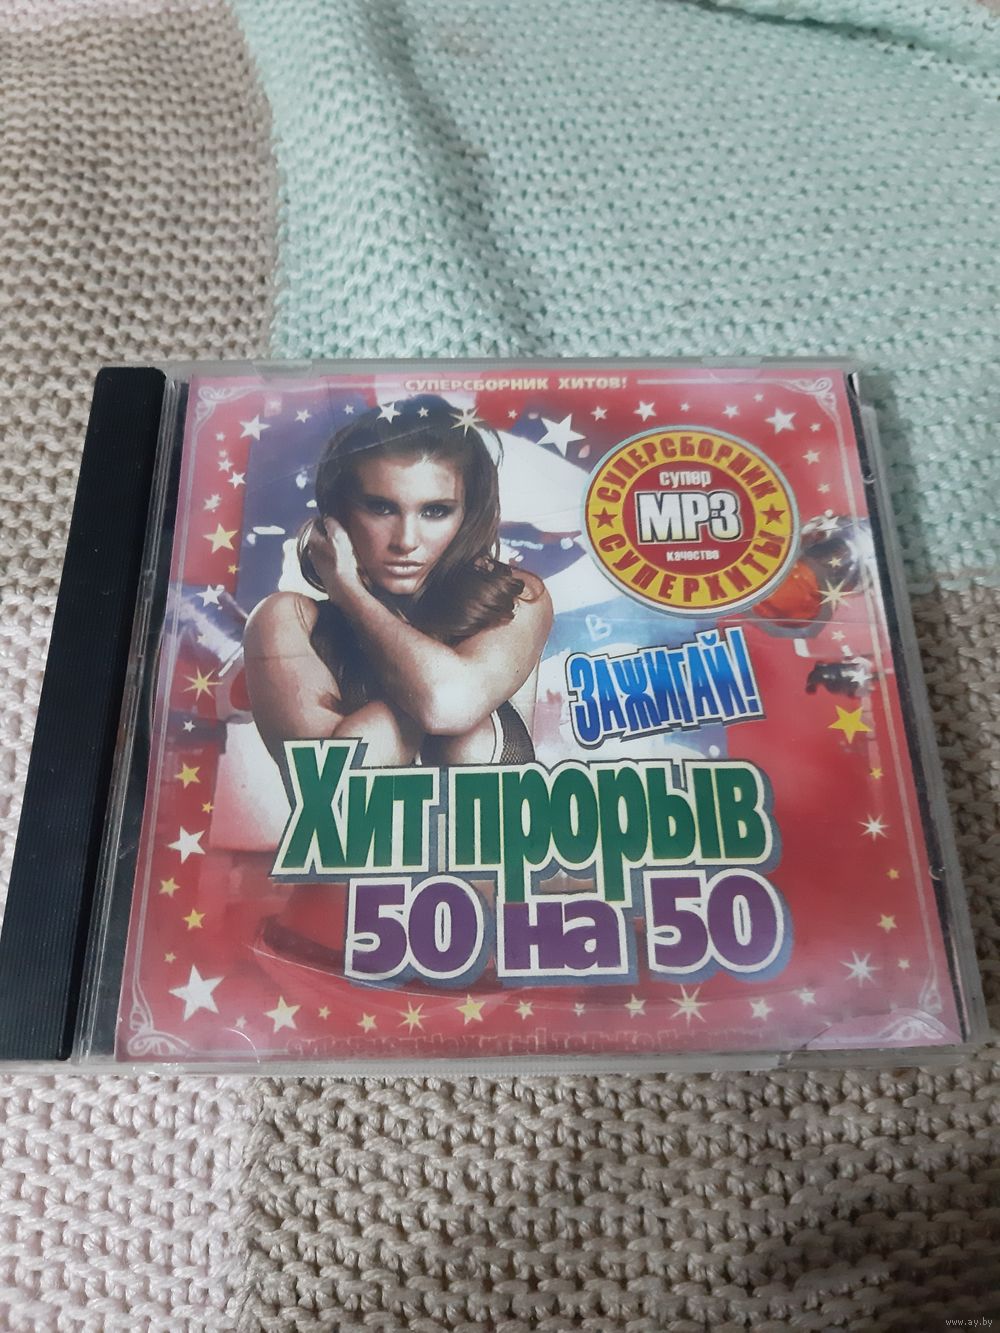 СУПЕРСБОРНИК ХИТОВ!
СУПЕРСБОРНИК
супер
MP3
качество
СУПЕРХИТЫ
В
ЗАЖИГАЙ!
Хит прорыв
50 на 50
www.ay.by